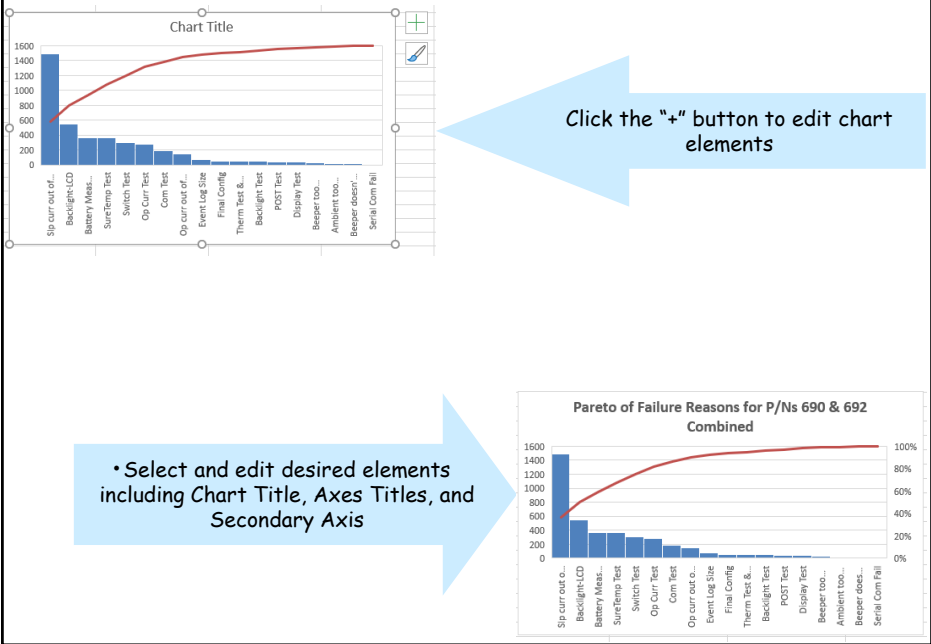 Chart Title
1600
1400
1200
1000
800
600
400
200
0
Slp curr out of...
Backlight-LCD
Battery Meas...
SureTemp Test
Switch Test
Op Curr Test
Com Test
Op curr out of...
Event Log Size
Final Config
Therm Test &...
Backlight Test
POST Test
Display Test
Beeper too...
Ambient too...
Beeper doesn'...
Serial Com Fail
Click the “+” button to edit chart
elements
• Select and edit desired elements
including Chart Title, Axes Titles, and
Secondary Axis
Pareto of Failure Reasons for P/Ns 690 & 692
Combined
1600
1400
1200
1000
800
600
400
200
0
100%
80%
60%
40%
20%
0%
Slp curr out o...
Backlight-LCD
Battery Meas...
SureTemp Test
Switch Test
Op Curr Test
Com Test
Op curr out o...
Event Log Size
Final Config
Therm Test &...
Backlight Test
POST Test
Display Test
Beeper too...
Ambient too...
Beeper does...
Serial Com Fail